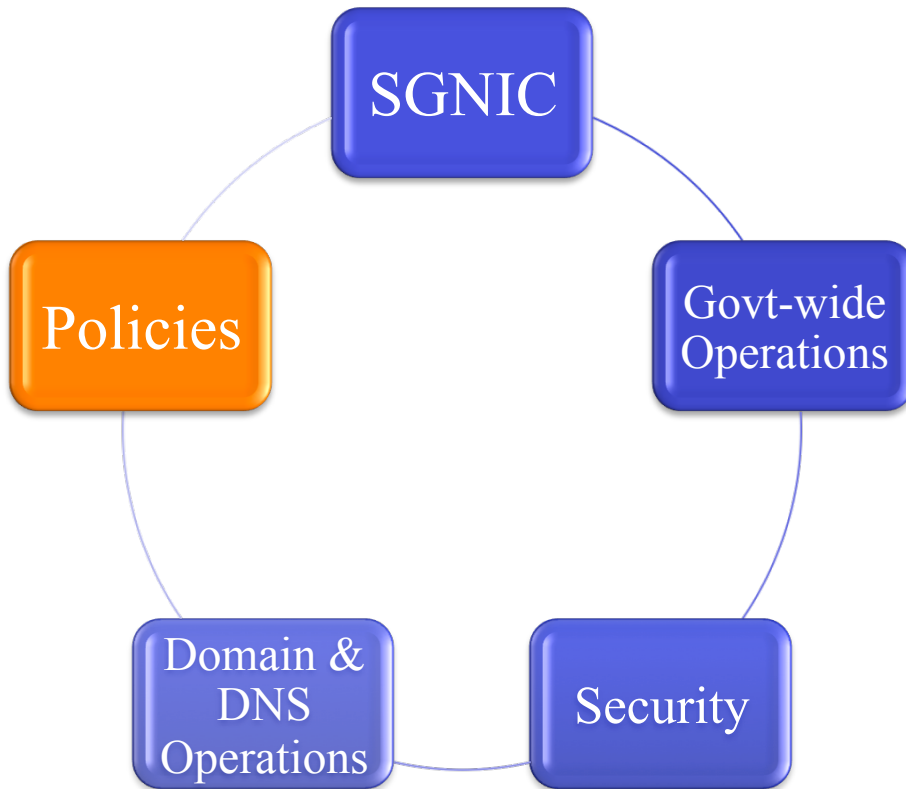 SGNIC
Policies
Govt-wide
Operations
Domain &
DNS
Operations
Security